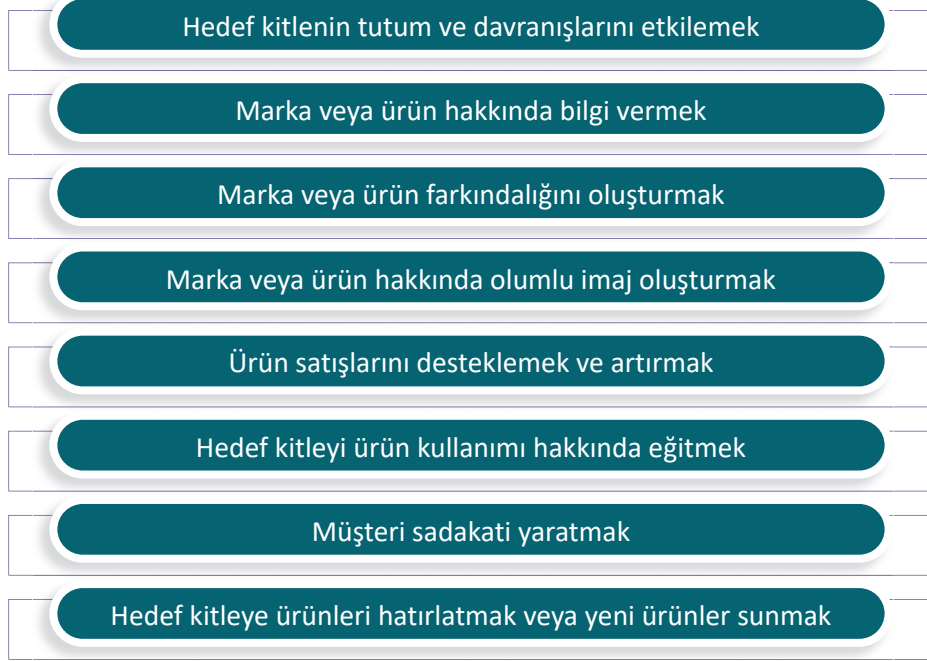 Hedef kitlenin tutum ve davranışlarını etkilemek
Marka veya ürün hakkında bilgi vermek
Marka veya ürün farkındalığını oluşturmak
Marka veya ürün hakkında olumlu imaj oluşturmak
Ürün satışlarını desteklemek ve artırmak
Hedef kitleyi ürün kullanımı hakkında eğitmek
Müşteri sadakati yaratmak
Hedef kitleye ürünleri hatırlatmak veya yeni ürünler sunmak